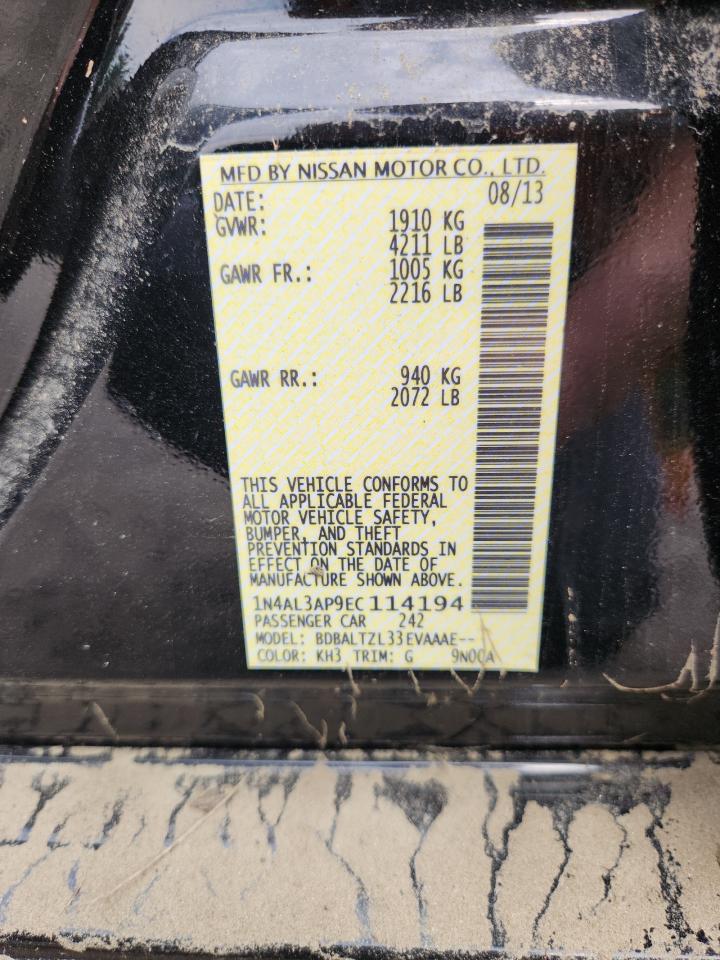 MFD BY NISSAN MOTOR CO., LTD.
DATE: 08/13
GVWR: 1910 KG
4211 LB
GAWR FR.: 1005 KG
2216 LB
GAWR RR.: 940 KG
2072 LB
THIS VEHICLE CONFORMS TO
ALL APPLICABLE FEDERAL
MOTOR VEHICLE SAFETY,
BUMPER, AND THEFT
PREVENTION STANDARDS IN
EFFECT ON THE DATE OF
MANUFACTURE SHOWN ABOVE.
1N4AL3AP9EC114194
PASSENGER CAR 242
MODEL: BDBALTZL33EVAAAE--
COLOR: KH3 TRIM: G 9N00A